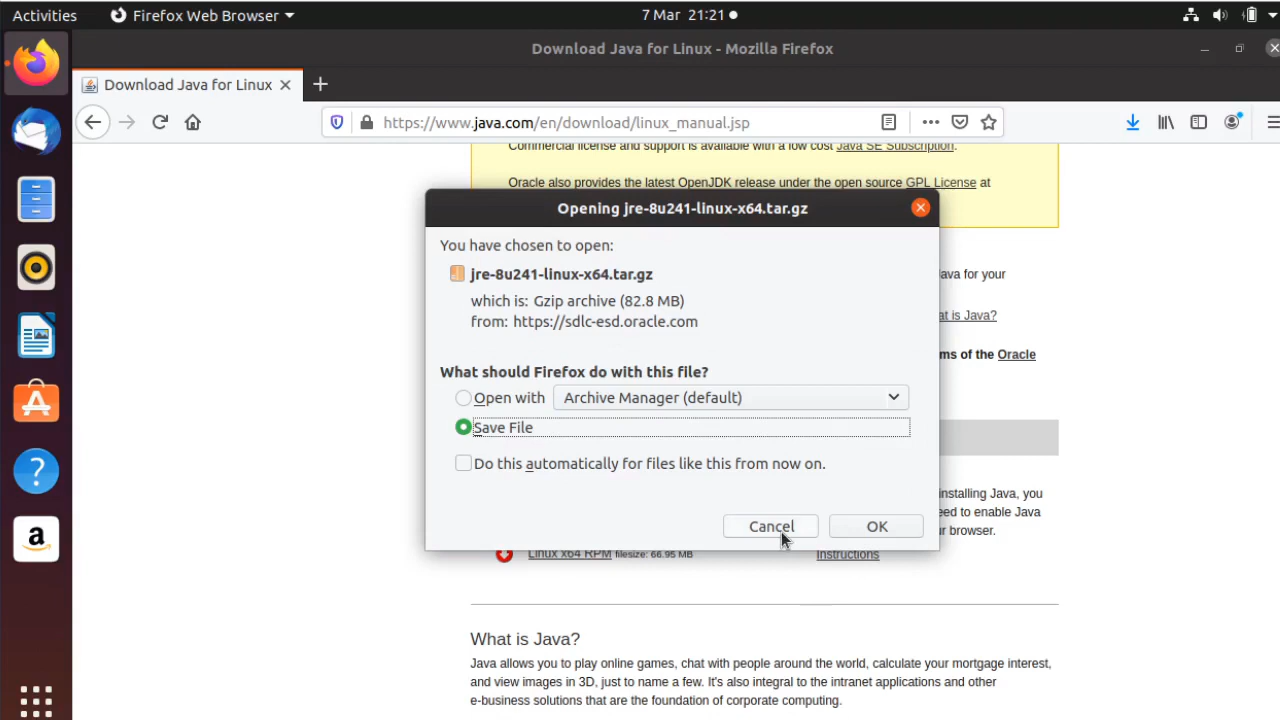 Activities
Firefox Web Browser
7 Mar 21:21
Download Java for Linux - Mozilla Firefox
Download Java for Linux
https://www.java.com/en/download/linux_manual.jsp
Commercial license and support is available with a low cost Java SE Subscription.
Oracle also provides the latest OpenJDK release under the open source GPL License at
Opening jre-8u241-linux-x64.tar.gz
You have chosen to open:
jre-8u241-linux-x64.tar.gz
which is: Gzip archive (82.8 MB)
from: https://sdlc-esd.oracle.com
What should Firefox do with this file?
Open with Archive Manager (default)
Save File
Do this automatically for files like this from now on.
Cancel OK
ava for your
at is Java?
ms of the Oracle
installing Java, you
eed to enable Java
ur browser.
Linux x64 RPM filesize: 66.95 MB Instructions
What is Java?
Java allows you to play online games, chat with people around the world, calculate your mortgage interest,
and view images in 3D, just to name a few. It's also integral to the intranet applications and other
e-business solutions that are the foundation of corporate computing.